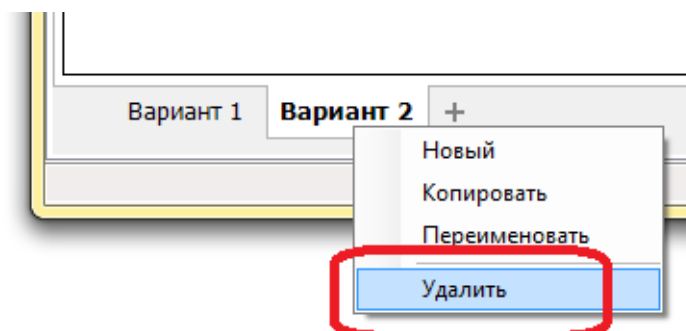 Вариант 1 Вариант 2 +
Новый
Копировать
Переименовать
Удалить